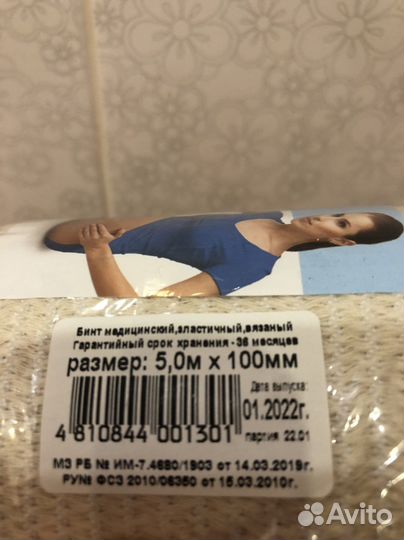 Бинт медицинский,эластичный,вязаный
Гарантийный срок хранения - 36 месяцев
размер: 5,0м х 100мм
Дата выпуска:
01.2022г.
4 810844 001301
партия 22.01
МЗ РБ № ИМ-7.4680/1903 от 14.03.2019г.
РУ№ ФСЗ 2010/06350 от 15.03.2010г.
Avito